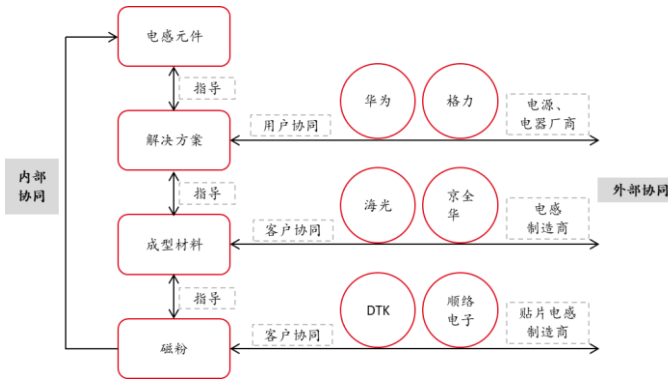 电感元件
指导
华为
格力
电源、
电器厂商
用户协同
解决方案
内部
协同
指导
外部协同
海光
京全
华
电感
制造商
客户协同
成型材料
指导
DTK
顺络
电子
贴片电感
制造商
客户协同
磁粉